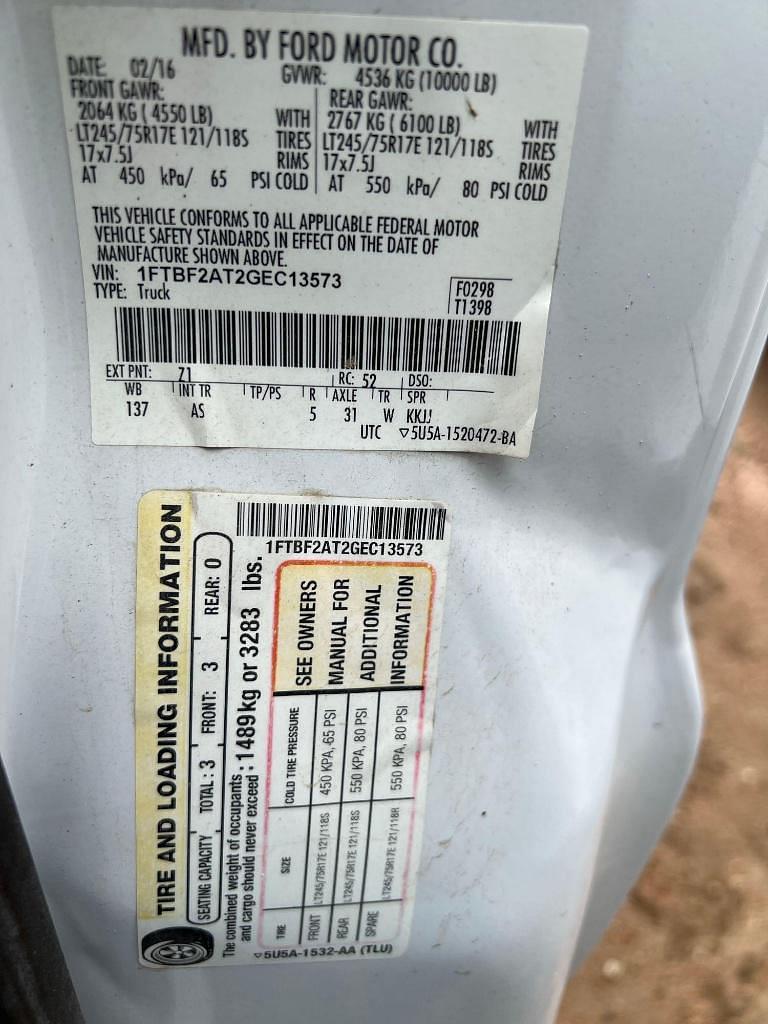 MFD. BY FORD MOTOR CO.
DATE: 02/16 GVWR: 4536 KG (10000 LB)
FRONT GAWR: REAR GAWR:
2064 KG ( 4550 LB) WITH 2767 KG ( 6100 LB) WITH
LT245/75R17E 121/118S TIRES LT245/75R17E 121/118S TIRES
17x7.5J RIMS 17x7.5J RIMS
AT 450 kPa/ 65 PSI COLD AT 550 kPa/ 80 PSI COLD
THIS VEHICLE CONFORMS TO ALL APPLICABLE FEDERAL MOTOR
VEHICLE SAFETY STANDARDS IN EFFECT ON THE DATE OF
MANUFACTURE SHOWN ABOVE.
VIN: 1FTBF2AT2GEC13573 F0298
TYPE: Truck T1398
EXT PNT: Z1 RC: 52 DSO:
WB INT TR TP/PS R AXLE TR SPR
137 AS 5 31 W KKJJ
UTC ▽5U5A-1520472-BA
TIRE AND LOADING INFORMATION
SEATING CAPACITY TOTAL: 3 FRONT: 3 REAR: 0
The combined weight of occupants
and cargo should never exceed : 1489kg or 3283 lbs.
1FTBF2AT2GEC13573
TIRE SIZE COLD TIRE PRESSURE
FRONT LT245/75R17E 121/118S 450 KPA, 65 PSI
REAR LT245/75R17E 121/118S 550 KPA, 80 PSI
SPARE LT245/75R17E 121/118R 550 KPA, 80 PSI
SEE OWNERS
MANUAL FOR
ADDITIONAL
INFORMATION
▽5U5A-1532-AA (TLU)